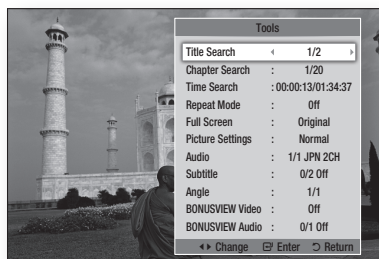 Tools
Title Search ◂ 1/2 ▸
Chapter Search : 1/20
Time Search : 00:00:13/01:34:37
Repeat Mode : Off
Full Screen : Original
Picture Settings : Normal
Audio : 1/1 JPN 2CH
Subtitle : 0/2 Off
Angle : 1/1
BONUSVIEW Video : Off
BONUSVIEW Audio : 0/1 Off
◂▸ Change Enter Return